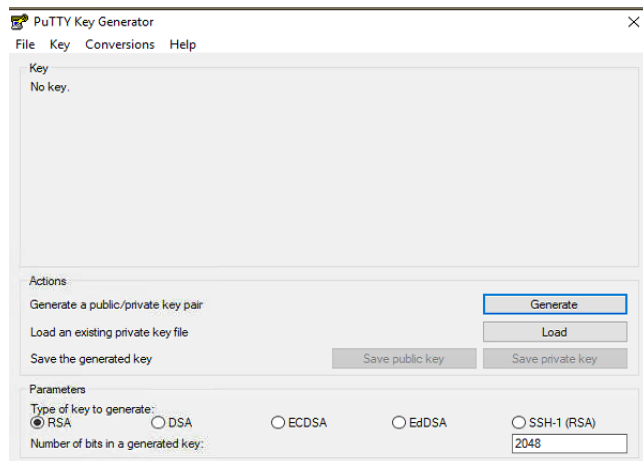 PuTTY Key Generator
File Key Conversions Help
Key
No key.
Actions
Generate a public/private key pair Generate
Load an existing private key file Load
Save the generated key Save public key Save private key
Parameters
Type of key to generate:
RSA DSA ECDSA EdDSA SSH-1 (RSA)
Number of bits in a generated key: 2048